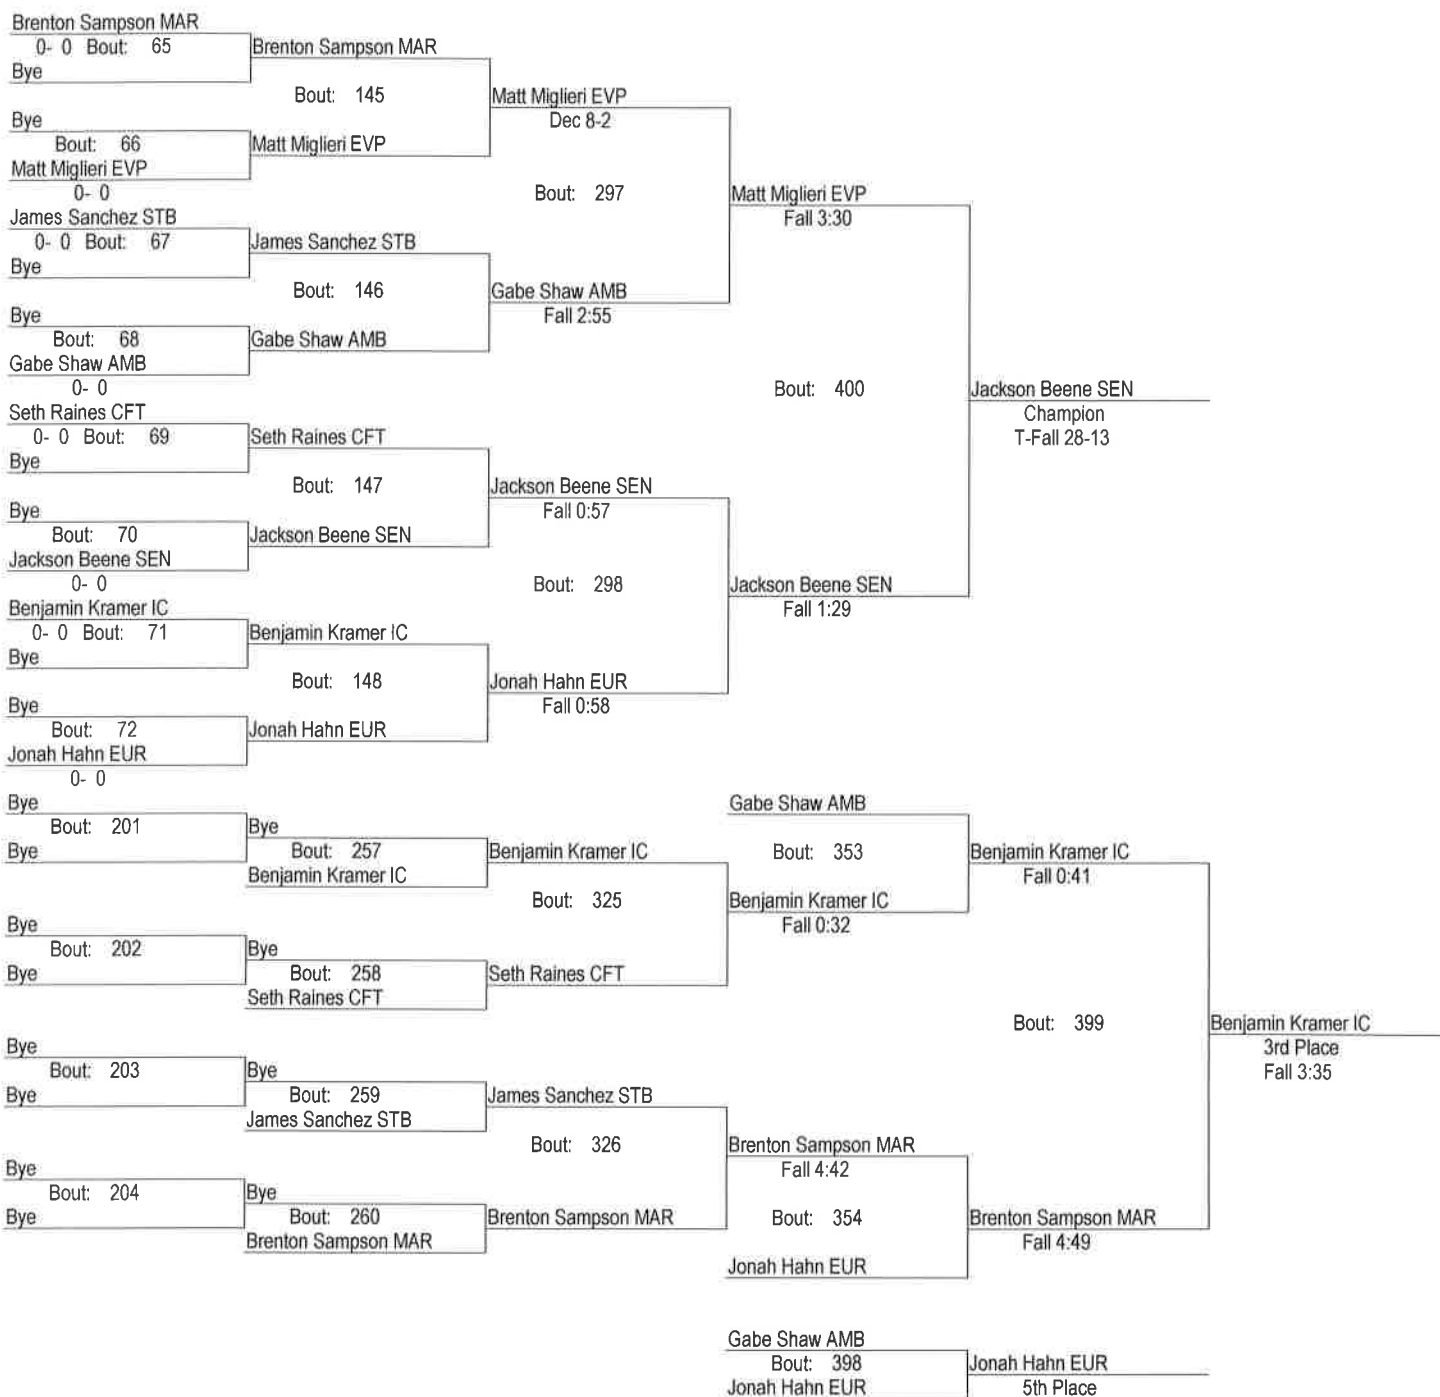 Brenton Sampson MAR
0- 0 Bout: 65
Bye
Brenton Sampson MAR
Bout: 145
Bye
Bout: 66
Matt Miglieri EVP
0- 0
Matt Miglieri EVP
Matt Miglieri EVP
Dec 8-2
Bout: 297
James Sanchez STB
0- 0 Bout: 67
Bye
James Sanchez STB
Bout: 146
Bye
Bout: 68
Gabe Shaw AMB
0- 0
Gabe Shaw AMB
Gabe Shaw AMB
Fall 2:55
Matt Miglieri EVP
Fall 3:30
Bout: 400
Seth Raines CFT
0- 0 Bout: 69
Bye
Seth Raines CFT
Bout: 147
Bye
Bout: 70
Jackson Beene SEN
0- 0
Jackson Beene SEN
Jackson Beene SEN
Fall 0:57
Bout: 298
Benjamin Kramer IC
0- 0 Bout: 71
Bye
Benjamin Kramer IC
Bout: 148
Bye
Bout: 72
Jonah Hahn EUR
0- 0
Jonah Hahn EUR
Jonah Hahn EUR
Fall 0:58
Jackson Beene SEN
Fall 1:29
Jackson Beene SEN
Champion
T-Fall 28-13
Bye
Bout: 201
Bye
Bye
Bout: 257
Benjamin Kramer IC
Benjamin Kramer IC
Bout: 325
Bye
Bout: 202
Bye
Bye
Bout: 258
Seth Raines CFT
Seth Raines CFT
Gabe Shaw AMB
Bout: 353
Benjamin Kramer IC
Fall 0:32
Benjamin Kramer IC
Fall 0:41
Bout: 399
Bye
Bout: 203
Bye
Bye
Bout: 259
James Sanchez STB
James Sanchez STB
Bout: 326
Bye
Bout: 204
Bye
Bye
Bout: 260
Brenton Sampson MAR
Brenton Sampson MAR
Brenton Sampson MAR
Fall 4:42
Bout: 354
Jonah Hahn EUR
Brenton Sampson MAR
Fall 4:49
Benjamin Kramer IC
3rd Place
Fall 3:35
Gabe Shaw AMB
Bout: 398
Jonah Hahn EUR
Jonah Hahn EUR
5th Place